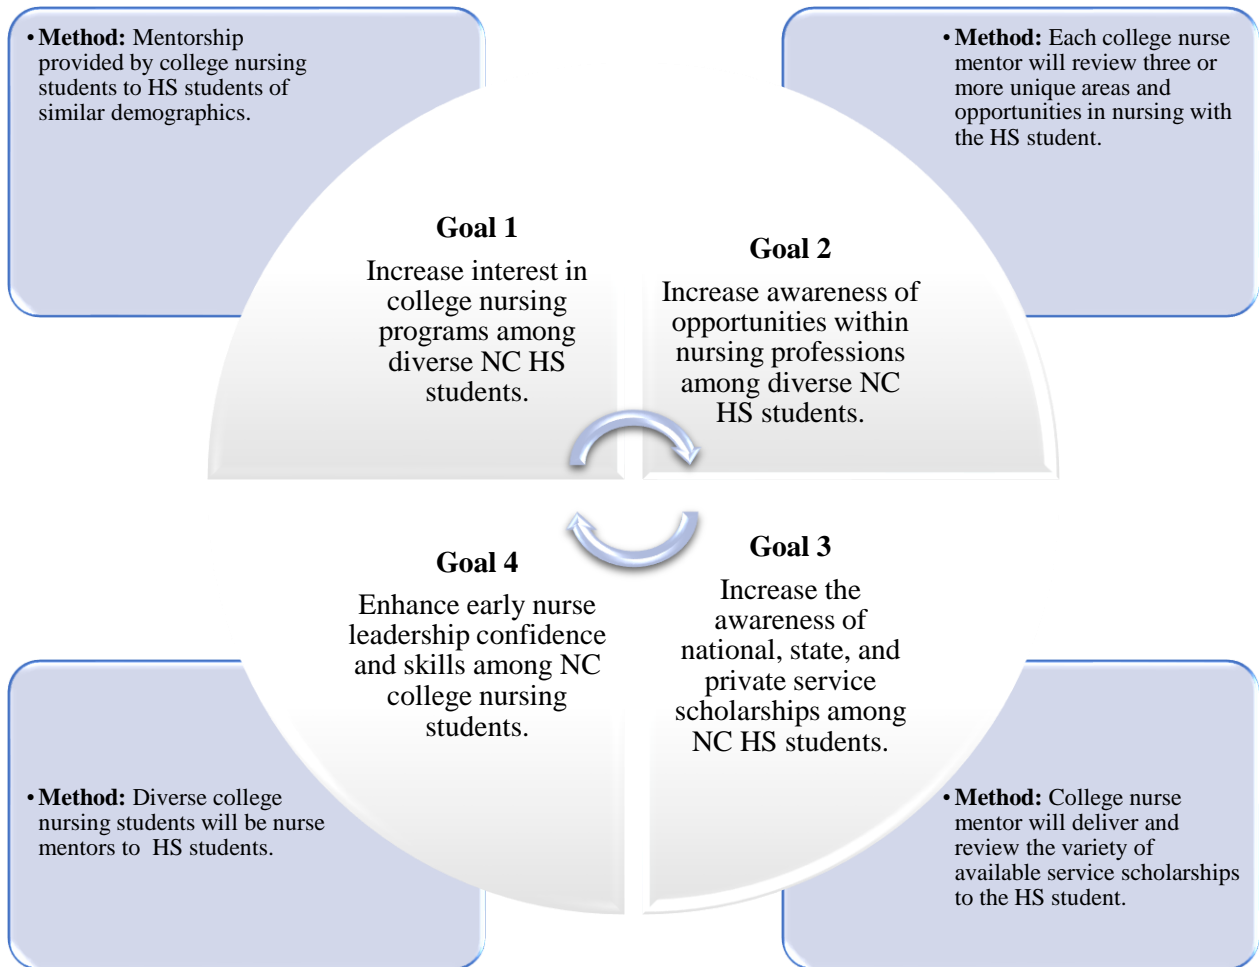 • Method: Mentorship
provided by college nursing
students to HS students of
similar demographics.
• Method: Each college nurse
mentor will review three or
more unique areas and
opportunities in nursing with
the HS student.
Goal 1
Increase interest in
college nursing
programs among
diverse NC HS
students.
Goal 2
Increase awareness of
opportunities within
nursing professions
among diverse NC
HS students.
Goal 4
Enhance early nurse
leadership confidence
and skills among NC
college nursing
students.
Goal 3
Increase the
awareness of
national, state, and
private service
scholarships among
NC HS students.
• Method: Diverse college
nursing students will be nurse
mentors to HS students.
• Method: College nurse
mentor will deliver and
review the variety of
available service scholarships
to the HS student.